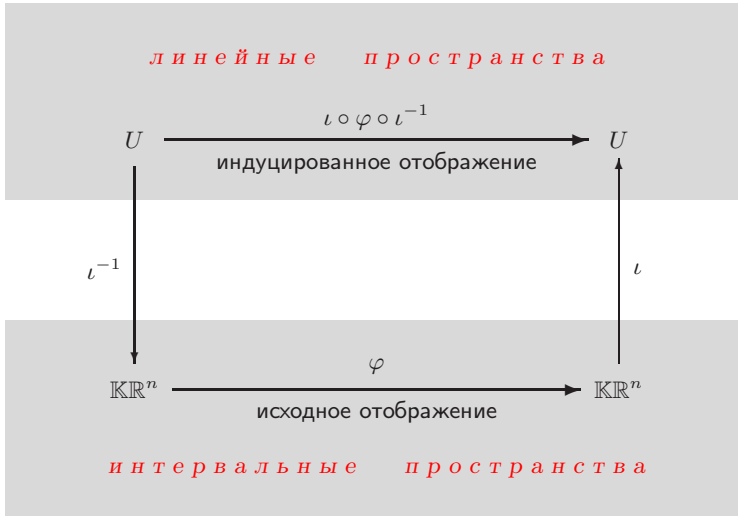 линейные пространства
ι ∘ φ ∘ ι⁻¹
U U
индуцированное отображение
ι⁻¹ ι
φ
𝕂ℝⁿ 𝕂ℝⁿ
исходное отображение
интервальные пространства